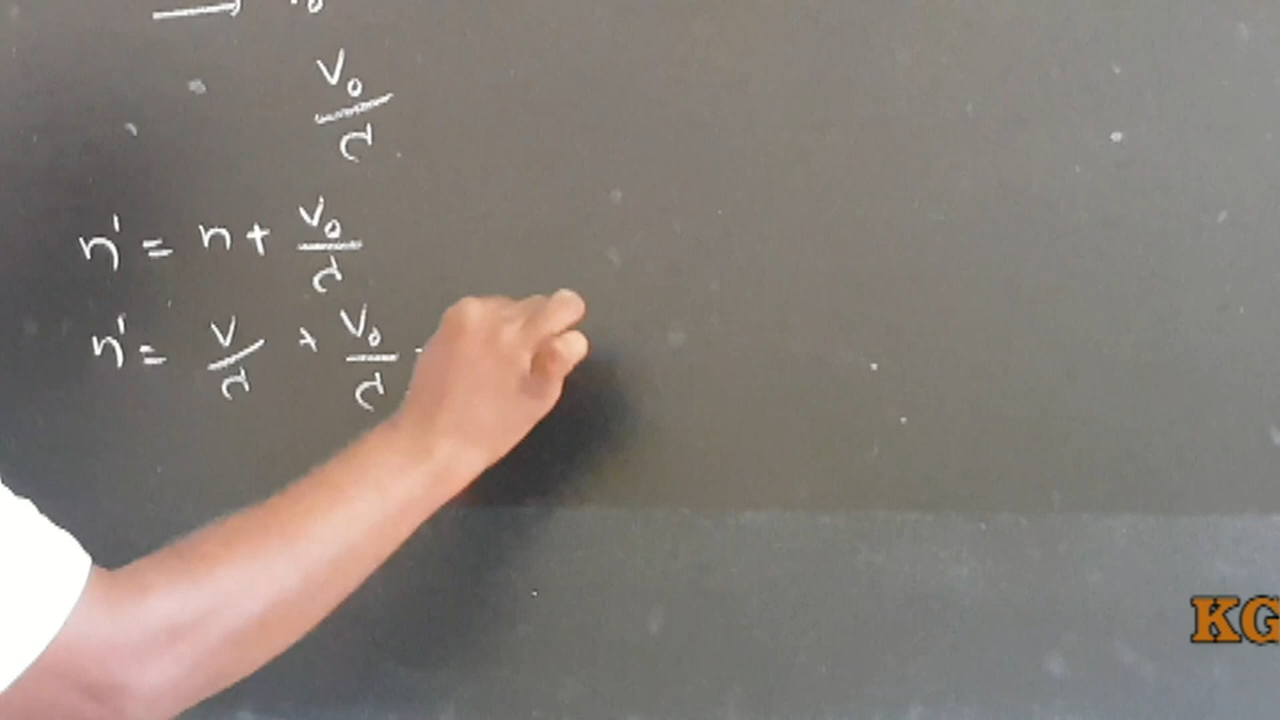 V₀
/
λ
n' = n + V₀/λ
n' = V/λ + V₀/λ
KG